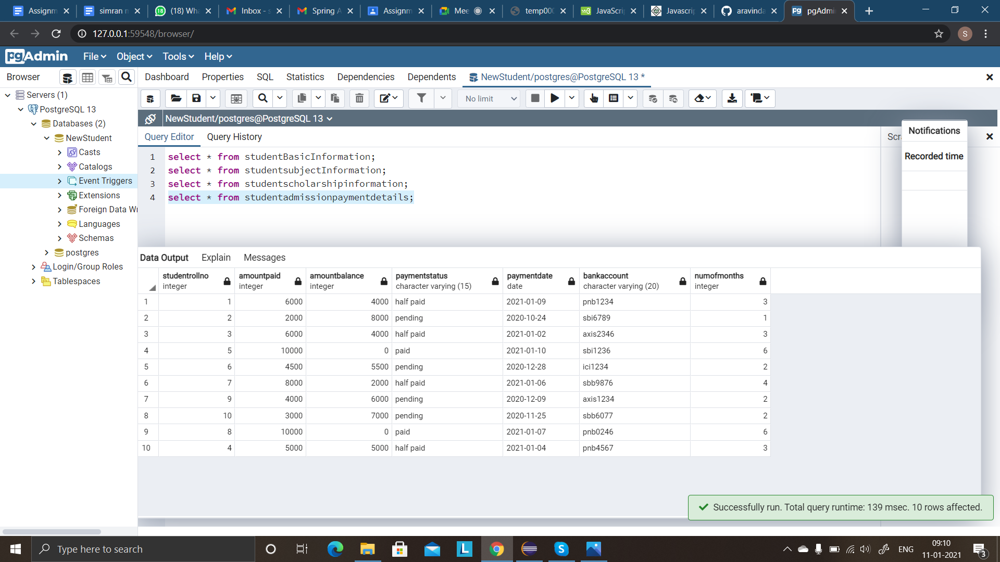 Assignm
simran n
(18) Wha
Inbox - s
Spring A
Assignm
Mee
temp000
JavaScrip
Javascrip
aravinda
pgAdmi
127.0.0.1:59548/browser/
S
pgAdmin File Object Tools Help
Browser
Dashboard Properties SQL Statistics Dependencies Dependents NewStudent/postgres@PostgreSQL 13 *
No limit
Servers (1)
PostgreSQL 13
Databases (2)
NewStudent
Casts
Catalogs
Event Triggers
Extensions
Foreign Data Wr
Languages
Schemas
postgres
Login/Group Roles
Tablespaces
NewStudent/postgres@PostgreSQL 13
Query Editor Query History
Scr
Notifications
Recorded time
1 select * from studentBasicInformation;
2 select * from studentsubjectInformation;
3 select * from studentscholarshipinformation;
4 select * from studentadmissionpaymentdetails;
Data Output Explain Messages
studentrollno amountpaid amountbalance paymentstatus paymentdate bankaccount numofmonths
integer integer integer character varying (15) date character varying (20) integer
1 1 6000 4000 half paid 2021-01-09 pnb1234 3
2 2 2000 8000 pending 2020-10-24 sbi6789 1
3 3 6000 4000 half paid 2021-01-02 axis2346 3
4 5 10000 0 paid 2021-01-10 sbi1236 6
5 6 4500 5500 pending 2020-12-28 ici1234 2
6 7 8000 2000 half paid 2021-01-06 sbb9876 4
7 9 4000 6000 pending 2020-12-09 axis1234 2
8 10 3000 7000 pending 2020-11-25 sbb6077 2
9 8 10000 0 paid 2021-01-07 pnb0246 6
10 4 5000 5000 half paid 2021-01-04 pnb4567 3
Successfully run. Total query runtime: 139 msec. 10 rows affected.
Type here to search
L
S
ENG
09:10
11-01-2021
3